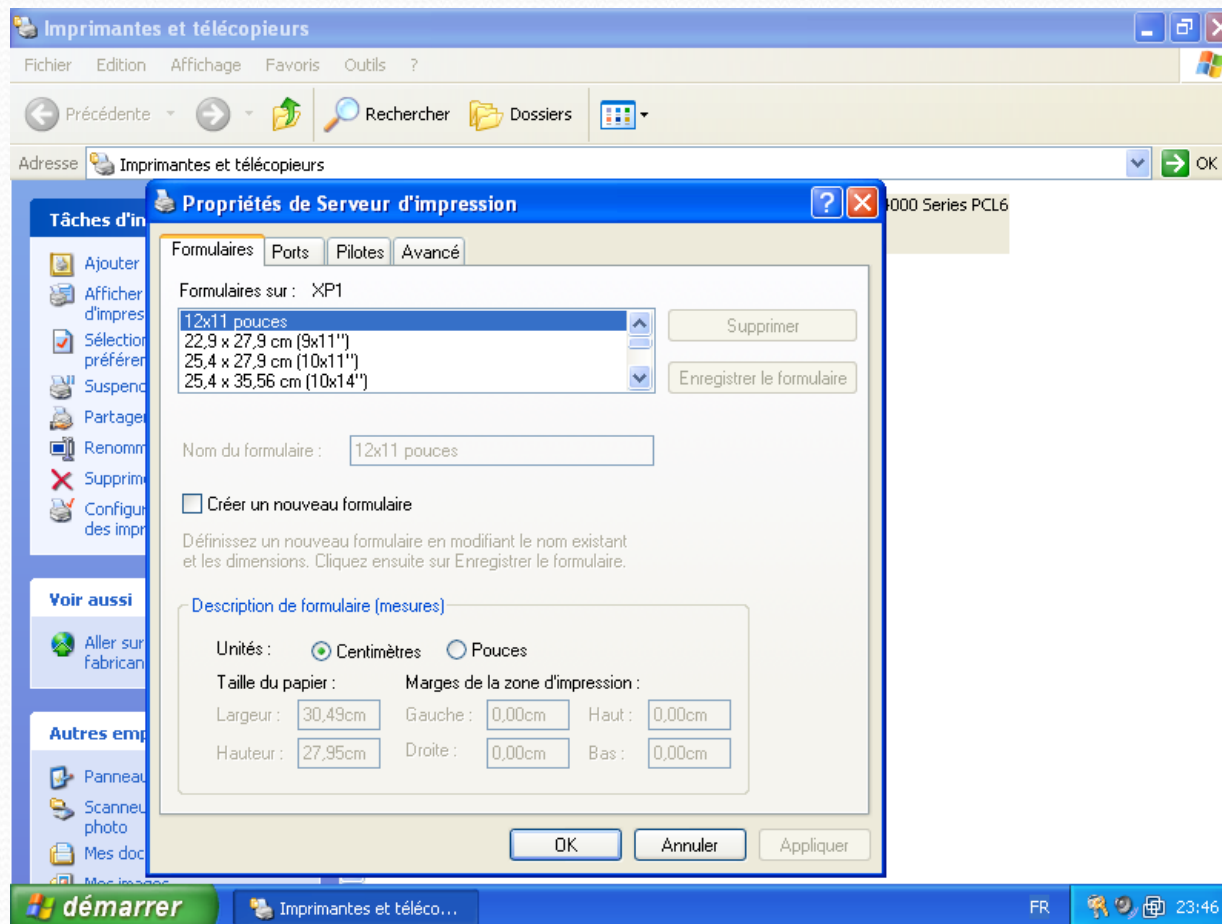 Imprimantes et télécopieurs
Fichier Edition Affichage Favoris Outils ?
Précédente Rechercher Dossiers
Adresse Imprimantes et télécopieurs OK
Tâches d'in
Ajouter
Afficher
d'impres
Sélection
préféren
Suspend
Partager
Renomm
Supprime
Configur
des impr
Voir aussi
Aller sur
fabrican
Autres emp
Panneau
Scanneu
photo
Mes doc
Mes images
000 Series PCL6
Propriétés de Serveur d'impression
Formulaires Ports Pilotes Avancé
Formulaires sur : XP1
12x11 pouces
22,9 x 27,9 cm (9x11")
25,4 x 27,9 cm (10x11")
25,4 x 35,56 cm (10x14")
Supprimer
Enregistrer le formulaire
Nom du formulaire : 12x11 pouces
Créer un nouveau formulaire
Définissez un nouveau formulaire en modifiant le nom existant
et les dimensions. Cliquez ensuite sur Enregistrer le formulaire.
Description de formulaire (mesures)
Unités : Centimètres Pouces
Taille du papier : Marges de la zone d'impression :
Largeur : 30,49cm Gauche : 0,00cm Haut : 0,00cm
Hauteur : 27,95cm Droite : 0,00cm Bas : 0,00cm
OK Annuler Appliquer
démarrer Imprimantes et téléco... FR 23:46